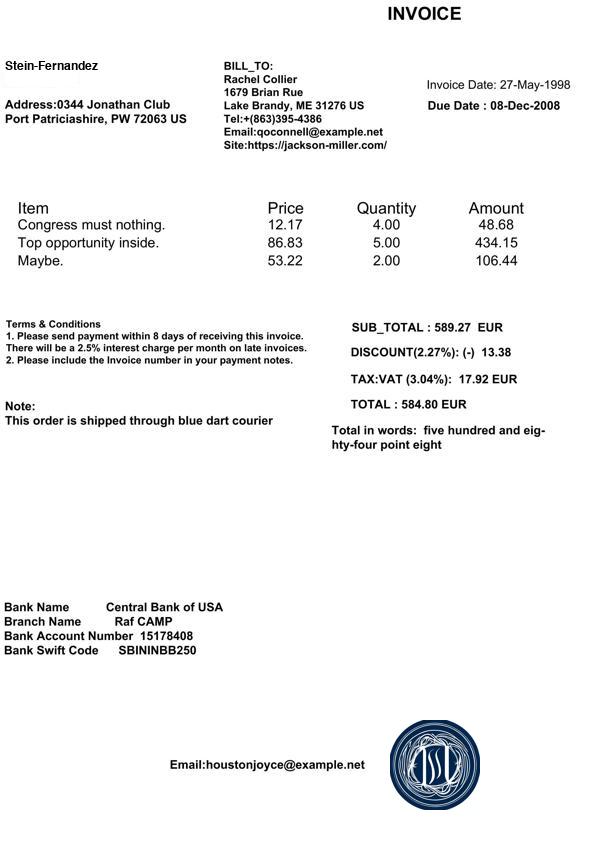 INVOICE
Stein-Fernandez
Address:0344 Jonathan Club
Port Patriciashire, PW 72063 US
BILL_TO:
Rachel Collier
1679 Brian Rue
Lake Brandy, ME 31276 US
Tel:+(863)395-4386
Email:qoconnell@example.net
Site:https://jackson-miller.com/
Invoice Date: 27-May-1998
Due Date : 08-Dec-2008
Item Price Quantity Amount
Congress must nothing. 12.17 4.00 48.68
Top opportunity inside. 86.83 5.00 434.15
Maybe. 53.22 2.00 106.44
Terms & Conditions
1. Please send payment within 8 days of receiving this invoice.
There will be a 2.5% interest charge per month on late invoices.
2. Please include the Invoice number in your payment notes.
SUB_TOTAL : 589.27 EUR
DISCOUNT(2.27%): (-) 13.38
TAX:VAT (3.04%): 17.92 EUR
TOTAL : 584.80 EUR
Total in words: five hundred and eig-
hty-four point eight
Note:
This order is shipped through blue dart courier
Bank Name Central Bank of USA
Branch Name Raf CAMP
Bank Account Number 15178408
Bank Swift Code SBININBB250
Email:houstonjoyce@example.net